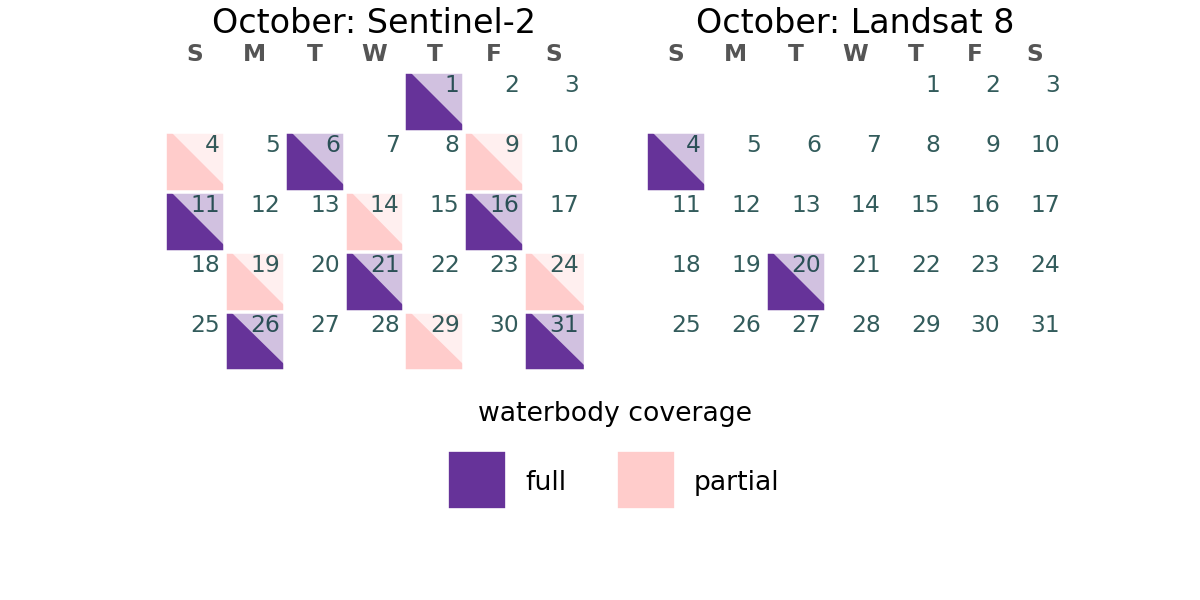 October: Sentinel-2
S M T W T F S
1 2 3
4 5 6 7 8 9 10
11 12 13 14 15 16 17
18 19 20 21 22 23 24
25 26 27 28 29 30 31
October: Landsat 8
S M T W T F S
1 2 3
4 5 6 7 8 9 10
11 12 13 14 15 16 17
18 19 20 21 22 23 24
25 26 27 28 29 30 31
waterbody coverage
full
partial